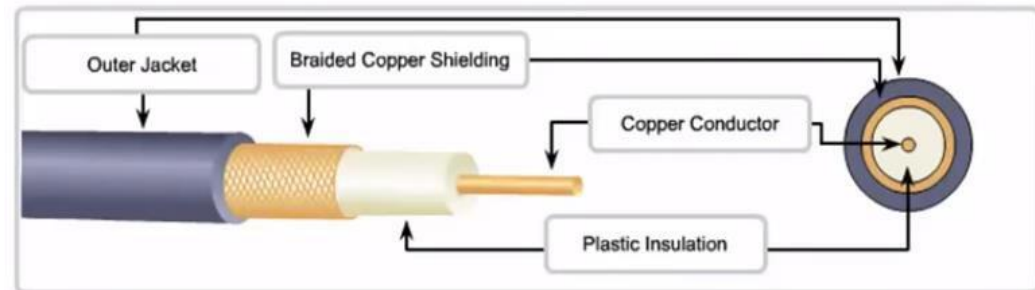 Outer Jacket
Braided Copper Shielding
Copper Conductor
Plastic Insulation